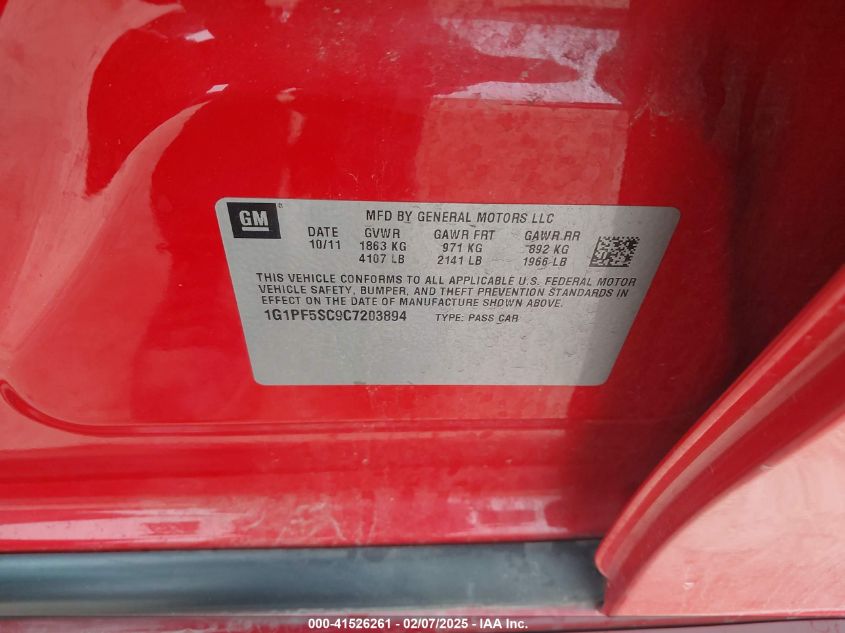 GM ®
MFD BY GENERAL MOTORS LLC
DATE GVWR GAWR FRT GAWR RR
10/11 1863 KG 971 KG 892 KG
4107 LB 2141 LB 1966 LB
THIS VEHICLE CONFORMS TO ALL APPLICABLE U.S. FEDERAL MOTOR
VEHICLE SAFETY, BUMPER, AND THEFT PREVENTION STANDARDS IN
EFFECT ON THE DATE OF MANUFACTURE SHOWN ABOVE.
1G1PF5SC9C7203894 TYPE: PASS CAR
000-41526261 - 02/07/2025 - IAAI.com